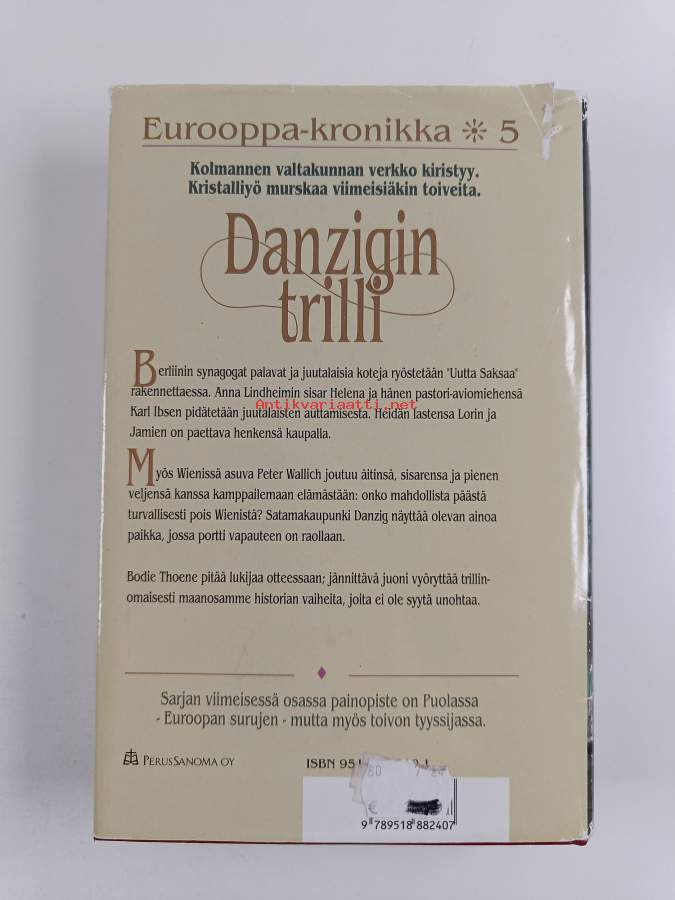 Eurooppa-kronikka ❊ 5
Kolmannen valtakunnan verkko kiristyy.
Kristalliyö murskaa viimeisiäkin toiveita.
Danzigin
trilli
Berliinin synagogat palavat ja juutalaisia koteja ryöstetään 'Uutta Saksaa'
rakennettaessa. Anna Lindheimin sisar Helena ja hänen pastori-aviomiehensä
Antikvariaatti.net
Karl Ibsen pidätetään juutalaisten auttamisesta. Heidän lastensa Lorin ja
Jamien on paettava henkensä kaupalla.
Myös Wienissä asuva Peter Wallich joutuu äitinsä, sisarensa ja pienen
veljensä kanssa kamppailemaan elämästään: onko mahdollista päästä
turvallisesti pois Wienistä? Satamakaupunki Danzig näyttää olevan ainoa
paikka, jossa portti vapauteen on raollaan.
Bodie Thoene pitää lukijaa otteessaan; jännittävä juoni vyöryttää trillin-
omaisesti maanosamme historian vaiheita, joita ei ole syytä unohtaa.
Sarjan viimeisessä osassa painopiste on Puolassa
- Euroopan surujen - mutta myös toivon tyyssijassa.
PERUSSANOMA OY
ISBN 951
80
€
9 789518 882407